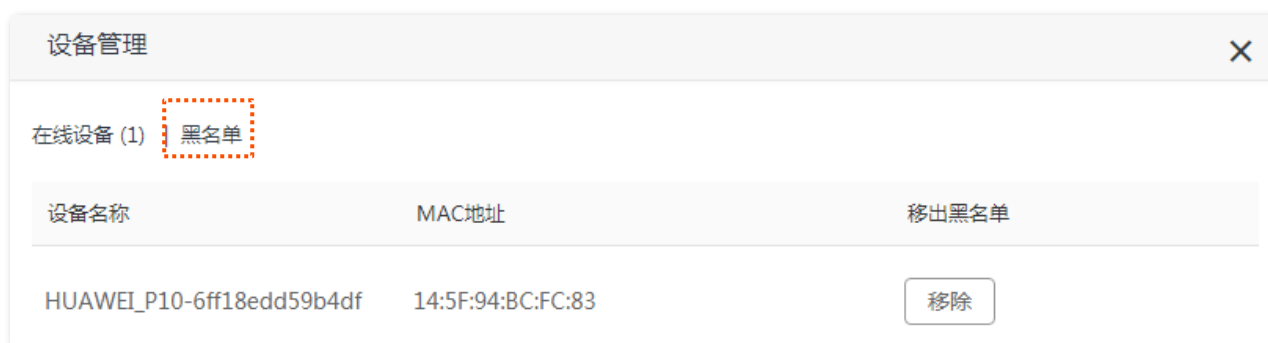 设备管理
在线设备 (1) | 黑名单
设备名称 MAC地址 移出黑名单
HUAWEI_P10-6ff18edd59b4df 14:5F:94:BC:FC:83 移除